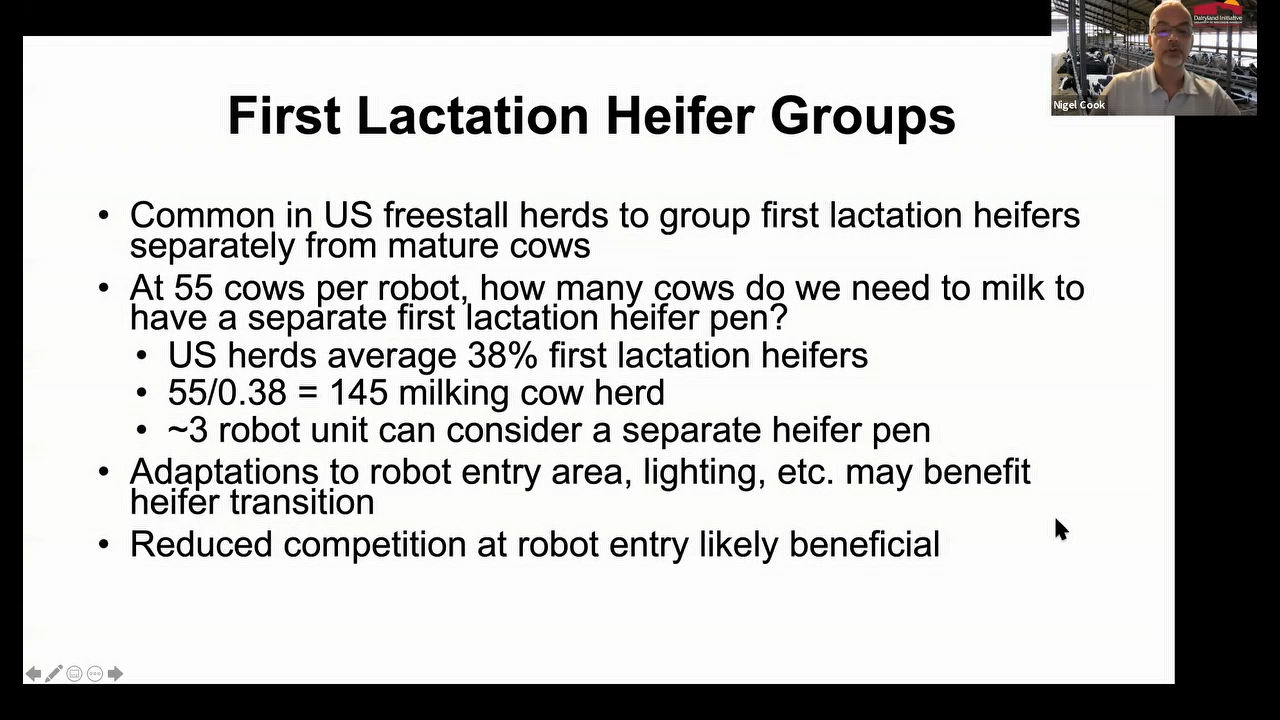 Dairyland Initiative
Nigel Cook
First Lactation Heifer Groups
• Common in US freestall herds to group first lactation heifers
separately from mature cows
• At 55 cows per robot, how many cows do we need to milk to
have a separate first lactation heifer pen?
• US herds average 38% first lactation heifers
• 55/0.38 = 145 milking cow herd
• ~3 robot unit can consider a separate heifer pen
• Adaptations to robot entry area, lighting, etc. may benefit
heifer transition
• Reduced competition at robot entry likely beneficial